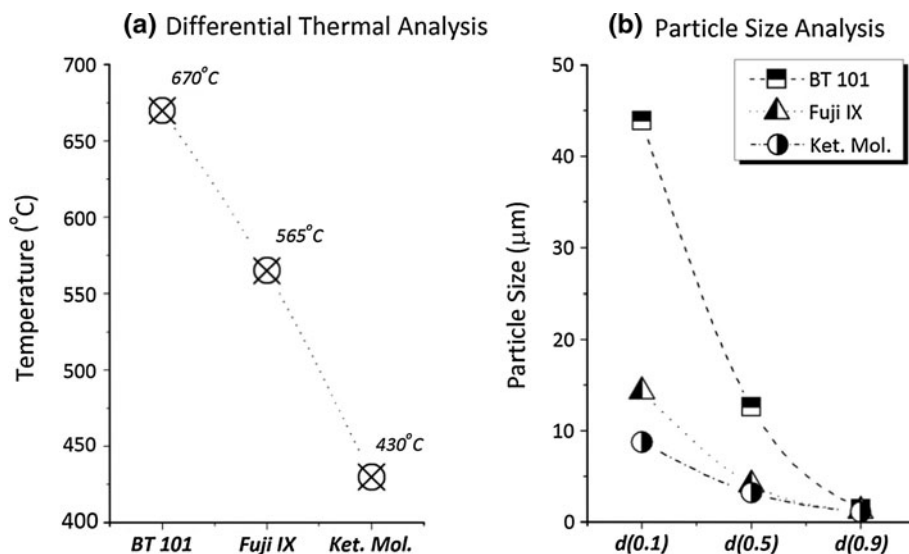 (a) Differential Thermal Analysis
700
650
600
550
500
450
400
Temperature (°C)
670°C
565°C
430°C
BT 101 Fuji IX Ket. Mol.
(b) Particle Size Analysis
BT 101
Fuji IX
Ket. Mol.
50
40
30
20
10
0
Particle Size (μm)
d(0.1) d(0.5) d(0.9)